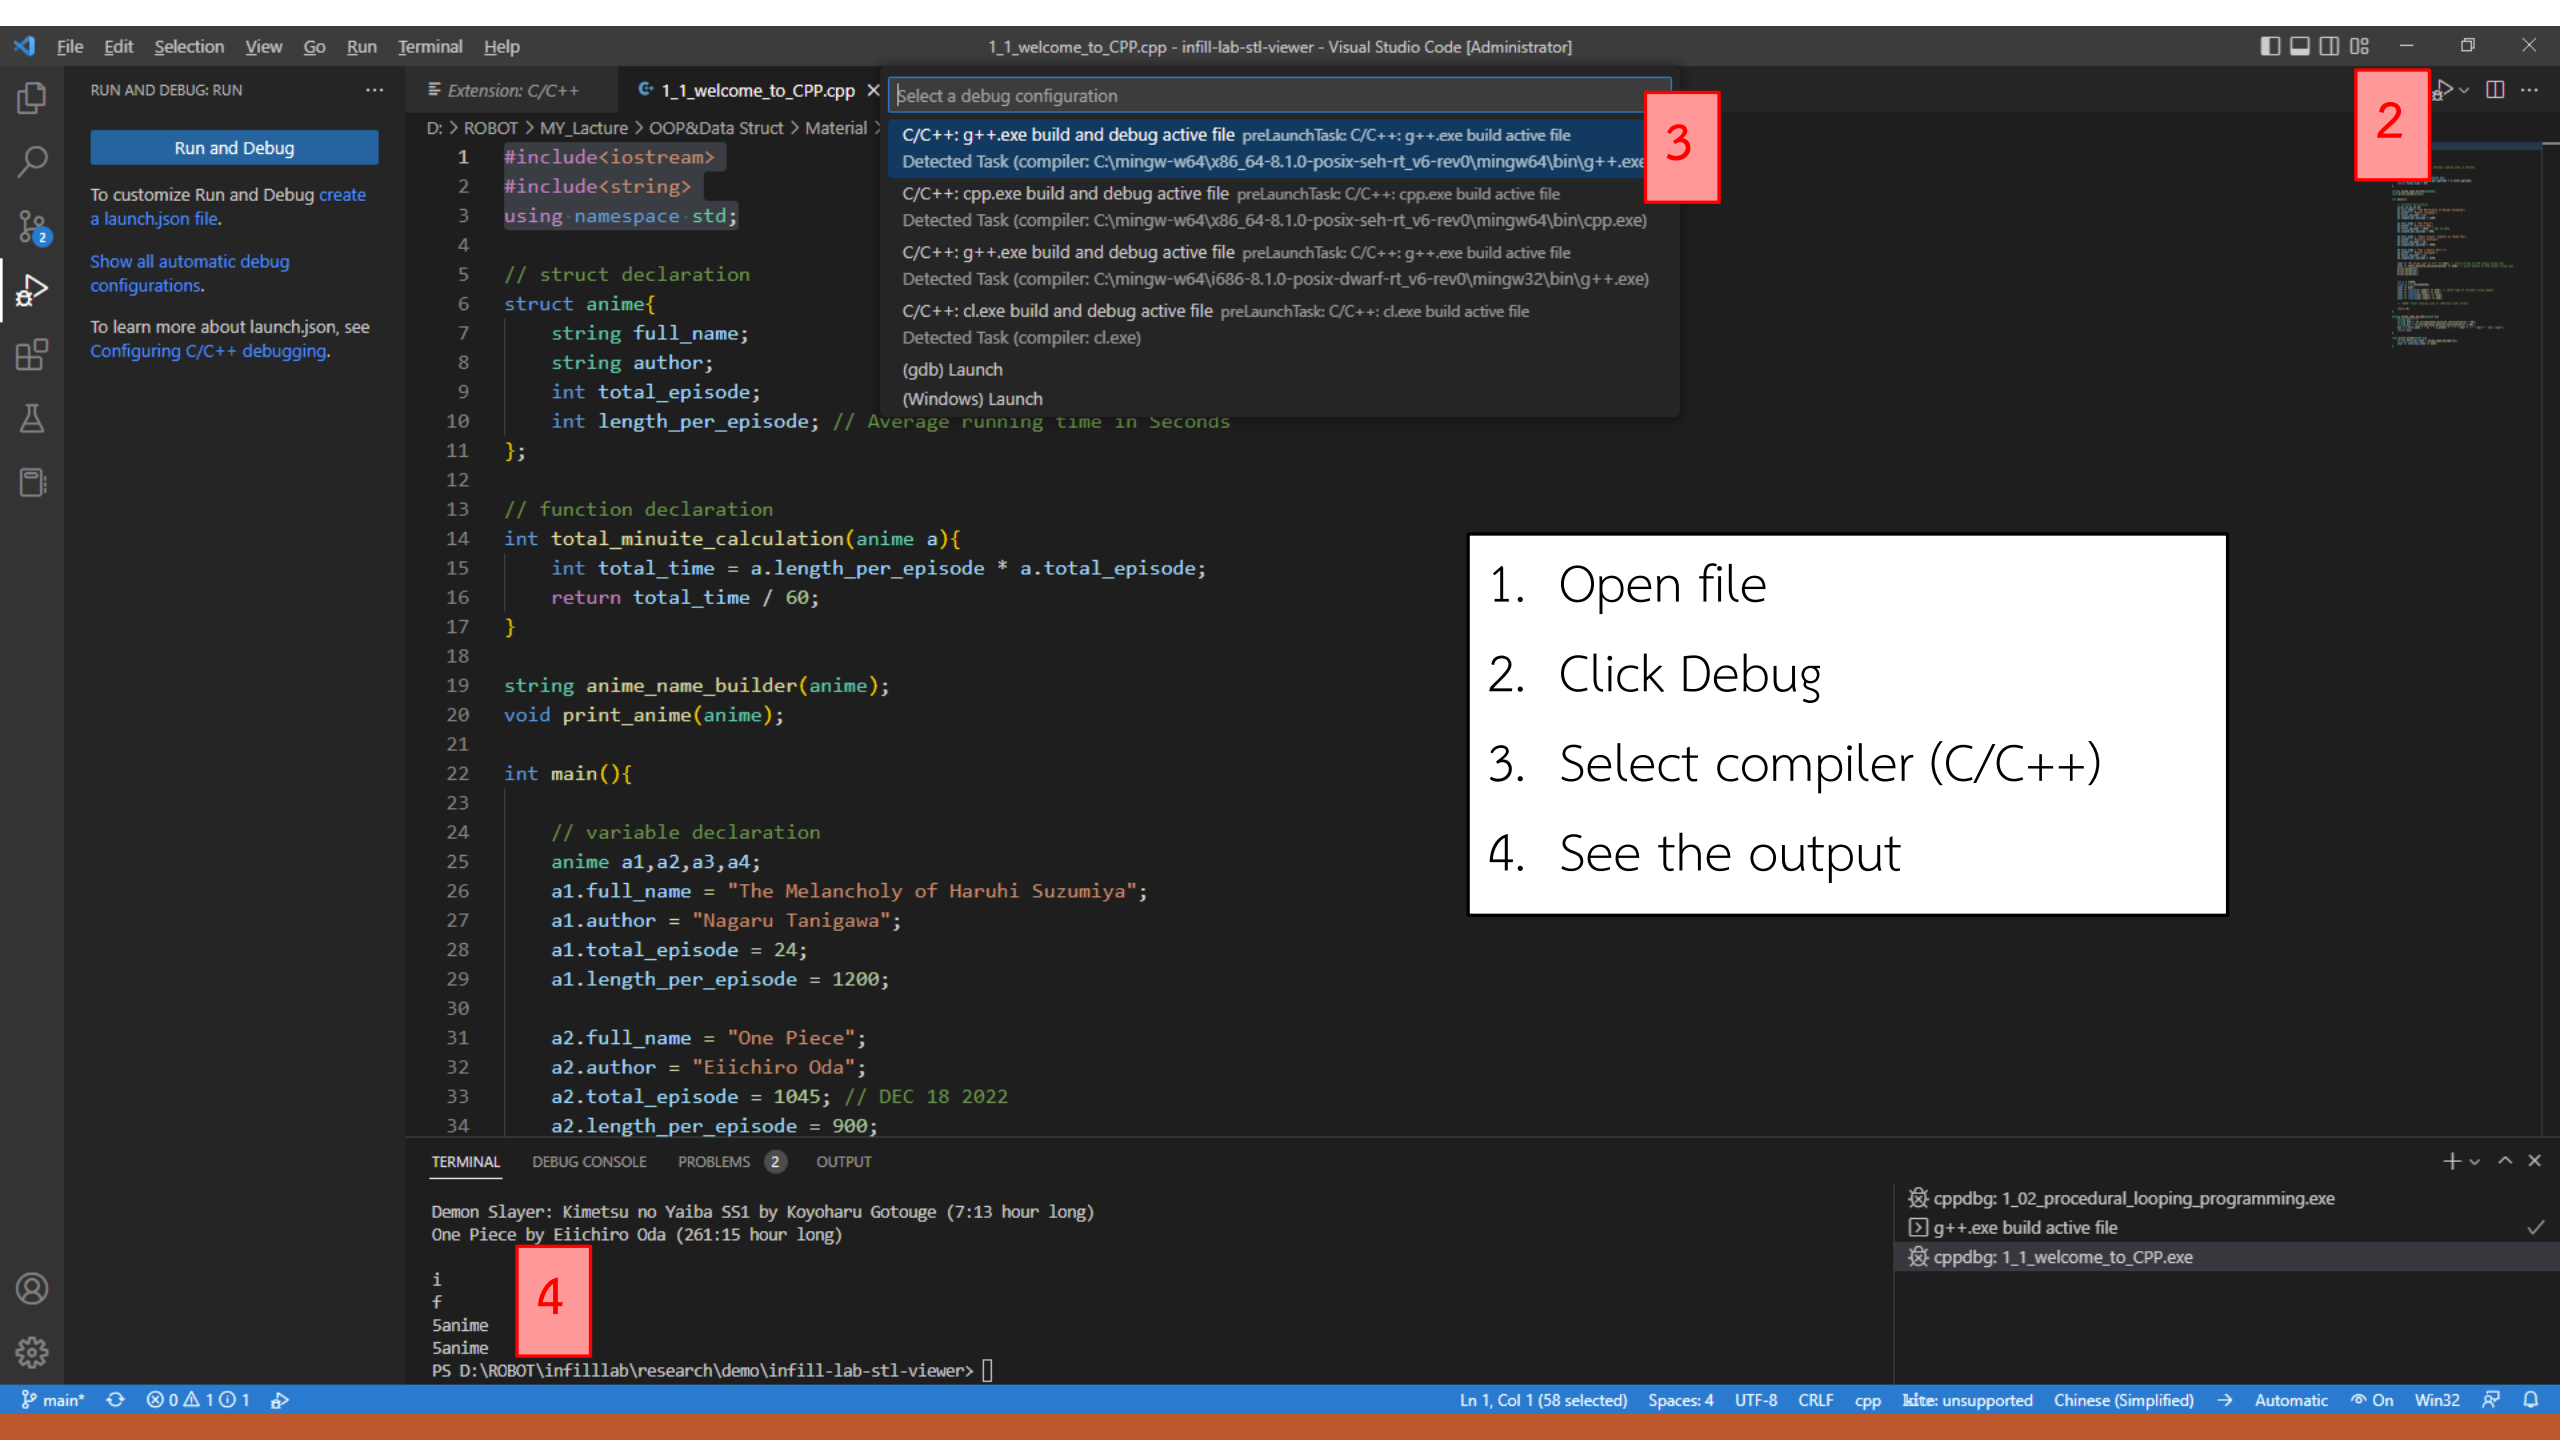 File Edit Selection View Go Run Terminal Help
1_1_welcome_to_CPP.cpp - infill-lab-stl-viewer - Visual Studio Code [Administrator]
RUN AND DEBUG: RUN ···
Run and Debug
To customize Run and Debug create
a launch.json file.
Show all automatic debug
configurations.
To learn more about launch.json, see
Configuring C/C++ debugging.
2
Extension: C/C++
1_1_welcome_to_CPP.cpp
D: > ROBOT > MY_Lacture > OOP&Data Struct > Material >
Select a debug configuration
C/C++: g++.exe build and debug active file preLaunchTask: C/C++: g++.exe build active file
Detected Task (compiler: C:\mingw-w64\x86_64-8.1.0-posix-seh-rt_v6-rev0\mingw64\bin\g++.exe
C/C++: cpp.exe build and debug active file preLaunchTask: C/C++: cpp.exe build active file
Detected Task (compiler: C:\mingw-w64\x86_64-8.1.0-posix-seh-rt_v6-rev0\mingw64\bin\cpp.exe)
C/C++: g++.exe build and debug active file preLaunchTask: C/C++: g++.exe build active file
Detected Task (compiler: C:\mingw-w64\i686-8.1.0-posix-dwarf-rt_v6-rev0\mingw32\bin\g++.exe)
C/C++: cl.exe build and debug active file preLaunchTask: C/C++: cl.exe build active file
Detected Task (compiler: cl.exe)
(gdb) Launch
(Windows) Launch
3
2
1 #include<iostream>
2 #include<string>
3 using namespace std;
4
5 // struct declaration
6 struct anime{
7 string full_name;
8 string author;
9 int total_episode;
10 int length_per_episode; // Average running time in Seconds
11 };
12
13 // function declaration
14 int total_minuite_calculation(anime a){
15 int total_time = a.length_per_episode * a.total_episode;
16 return total_time / 60;
17 }
18
19 string anime_name_builder(anime);
20 void print_anime(anime);
21
22 int main(){
23
24 // variable declaration
25 anime a1,a2,a3,a4;
26 a1.full_name = "The Melancholy of Haruhi Suzumiya";
27 a1.author = "Nagaru Tanigawa";
28 a1.total_episode = 24;
29 a1.length_per_episode = 1200;
30
31 a2.full_name = "One Piece";
32 a2.author = "Eiichiro Oda";
33 a2.total_episode = 1045; // DEC 18 2022
34 a2.length_per_episode = 900;
1. Open file
2. Click Debug
3. Select compiler (C/C++)
4. See the output
TERMINAL DEBUG CONSOLE PROBLEMS 2 OUTPUT
Demon Slayer: Kimetsu no Yaiba SS1 by Koyoharu Gotouge (7:13 hour long)
One Piece by Eiichiro Oda (261:15 hour long)
i
f
5anime
5anime
PS D:\ROBOT\infilllab\research\demo\infill-lab-stl-viewer>
4
cppdbg: 1_02_procedural_looping_programming.exe
g++.exe build active file
cppdbg: 1_1_welcome_to_CPP.exe
main* 0 1 1
Ln 1, Col 1 (58 selected) Spaces: 4 UTF-8 CRLF cpp kite: unsupported Chinese (Simplified) → Automatic On Win32